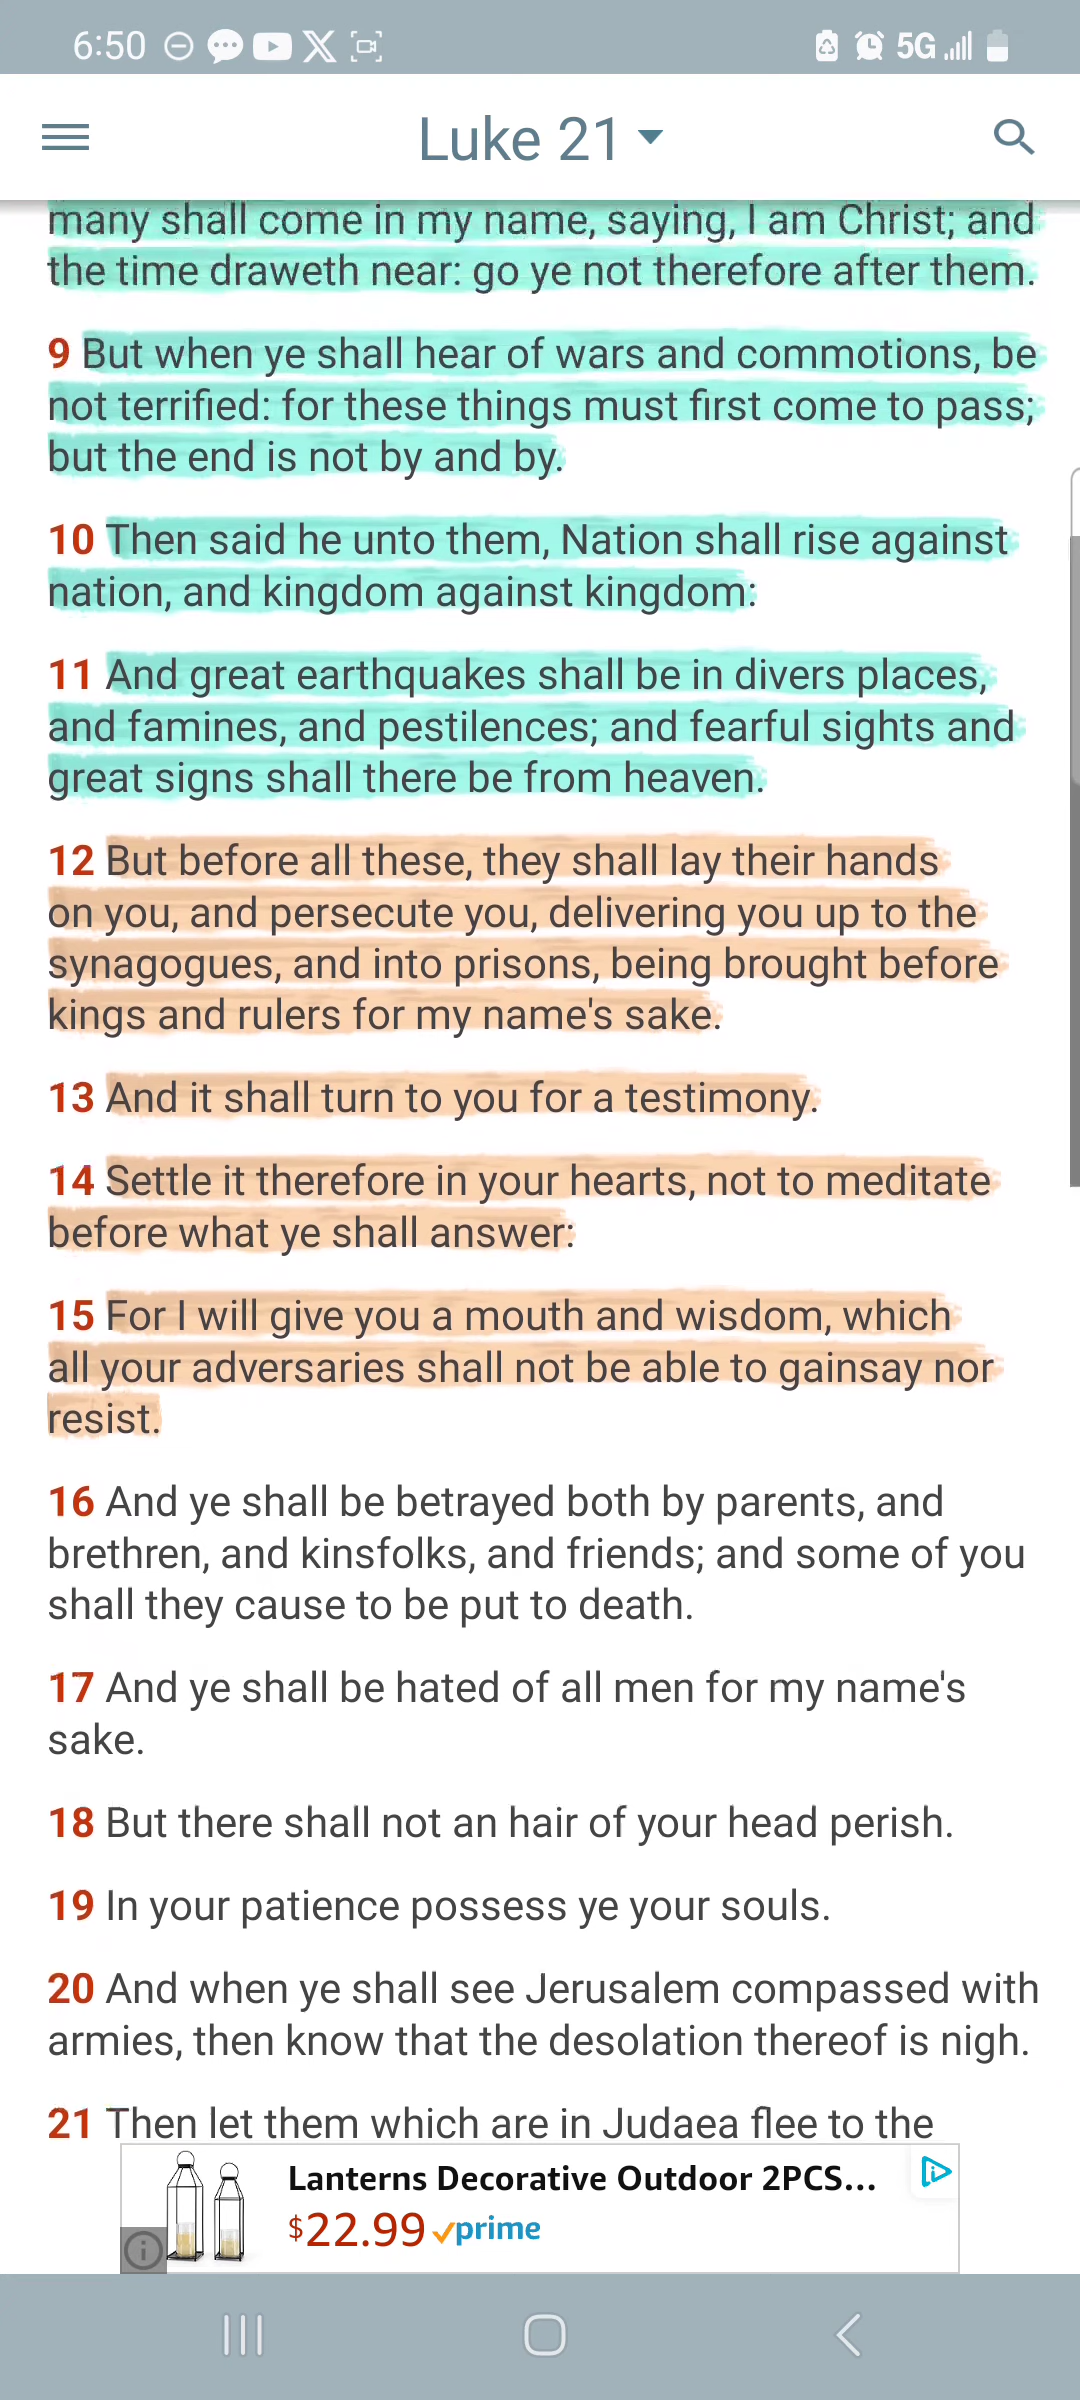 6:50
5G
Luke 21
many shall come in my name, saying, I am Christ; and
the time draweth near: go ye not therefore after them.
9 But when ye shall hear of wars and commotions, be
not terrified: for these things must first come to pass;
but the end is not by and by.
10 Then said he unto them, Nation shall rise against
nation, and kingdom against kingdom:
11 And great earthquakes shall be in divers places,
and famines, and pestilences; and fearful sights and
great signs shall there be from heaven.
12 But before all these, they shall lay their hands
on you, and persecute you, delivering you up to the
synagogues, and into prisons, being brought before
kings and rulers for my name's sake.
13 And it shall turn to you for a testimony.
14 Settle it therefore in your hearts, not to meditate
before what ye shall answer:
15 For I will give you a mouth and wisdom, which
all your adversaries shall not be able to gainsay nor
resist.
16 And ye shall be betrayed both by parents, and
brethren, and kinsfolks, and friends; and some of you
shall they cause to be put to death.
17 And ye shall be hated of all men for my name's
sake.
18 But there shall not an hair of your head perish.
19 In your patience possess ye your souls.
20 And when ye shall see Jerusalem compassed with
armies, then know that the desolation thereof is nigh.
21 Then let them which are in Judaea flee to the
Lanterns Decorative Outdoor 2PCS...
$22.99 prime